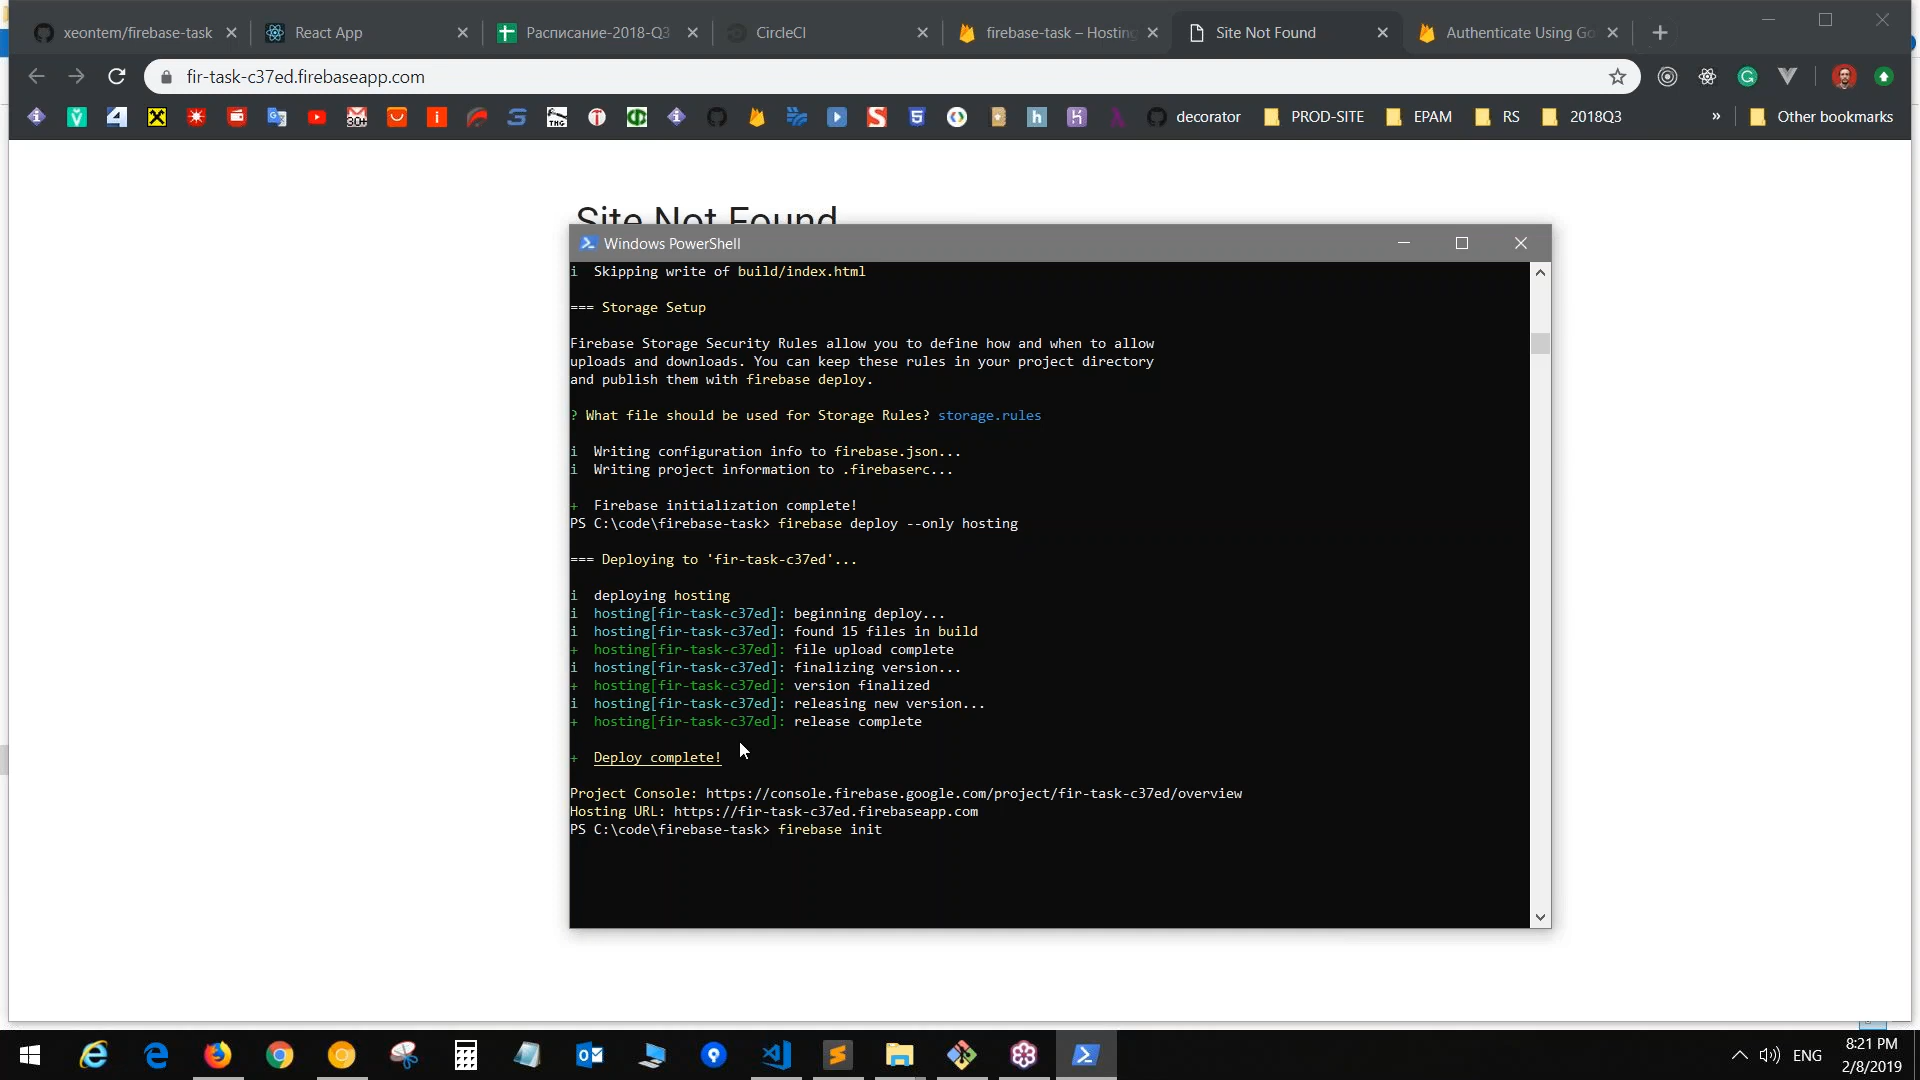 xeontem/firebase-task
React App
Расписание-2018-Q3
CircleCI
firebase-task – Hosting
Site Not Found
Authenticate Using Go
fir-task-c37ed.firebaseapp.com
decorator
PROD-SITE
EPAM
RS
2018Q3
»
Other bookmarks
Site Not Found
Windows PowerShell
i Skipping write of build/index.html
=== Storage Setup
Firebase Storage Security Rules allow you to define how and when to allow
uploads and downloads. You can keep these rules in your project directory
and publish them with firebase deploy.
? What file should be used for Storage Rules? storage.rules
i Writing configuration info to firebase.json...
i Writing project information to .firebaserc...
+ Firebase initialization complete!
PS C:\code\firebase-task> firebase deploy --only hosting
=== Deploying to 'fir-task-c37ed'...
i deploying hosting
i hosting[fir-task-c37ed]: beginning deploy...
i hosting[fir-task-c37ed]: found 15 files in build
+ hosting[fir-task-c37ed]: file upload complete
i hosting[fir-task-c37ed]: finalizing version...
+ hosting[fir-task-c37ed]: version finalized
i hosting[fir-task-c37ed]: releasing new version...
+ hosting[fir-task-c37ed]: release complete
+ Deploy complete!
Project Console: https://console.firebase.google.com/project/fir-task-c37ed/overview
Hosting URL: https://fir-task-c37ed.firebaseapp.com
PS C:\code\firebase-task> firebase init
ENG
8:21 PM
2/8/2019